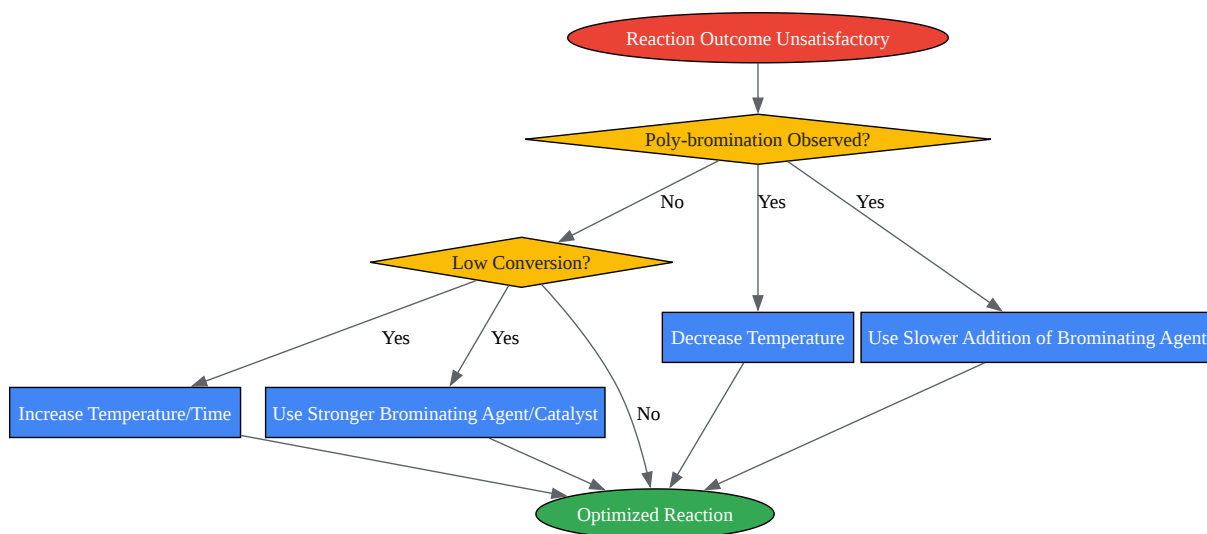 Reaction Outcome Unsatisfactory
Poly-bromination Observed?
No
Yes
Yes
Low Conversion?
Yes
Yes
Decrease Temperature
Use Slower Addition of Brominating Agent
Increase Temperature/Time
Use Stronger Brominating Agent/Catalyst
No
Optimized Reaction